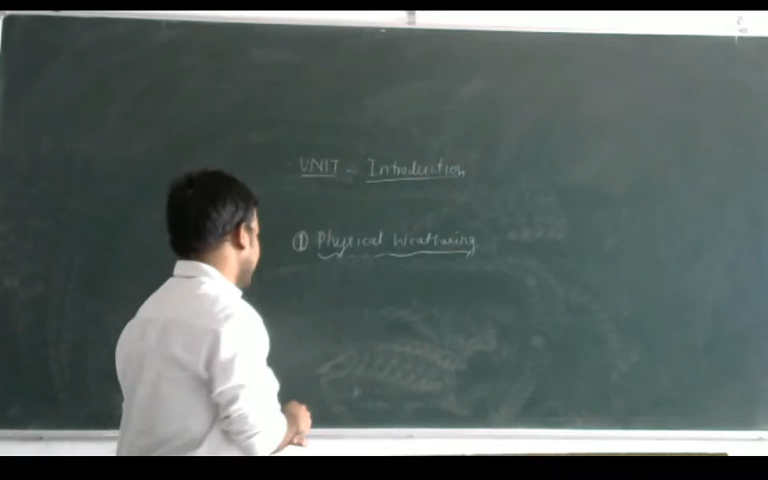 UNIT - Introduction
① Physical Weathering